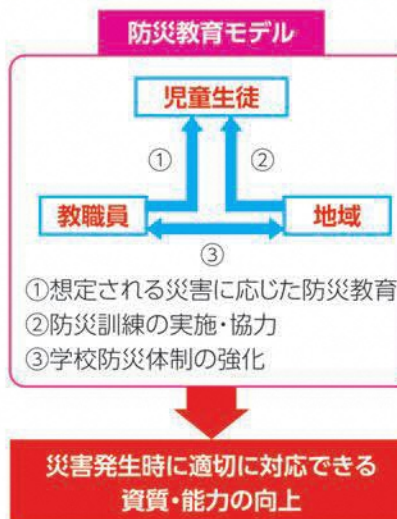 防災教育モデル
児童生徒
① ②
教職員 地域
③
①想定される災害に応じた防災教育
②防災訓練の実施・協力
③学校防災体制の強化
災害発生時に適切に対応できる
資質・能力の向上